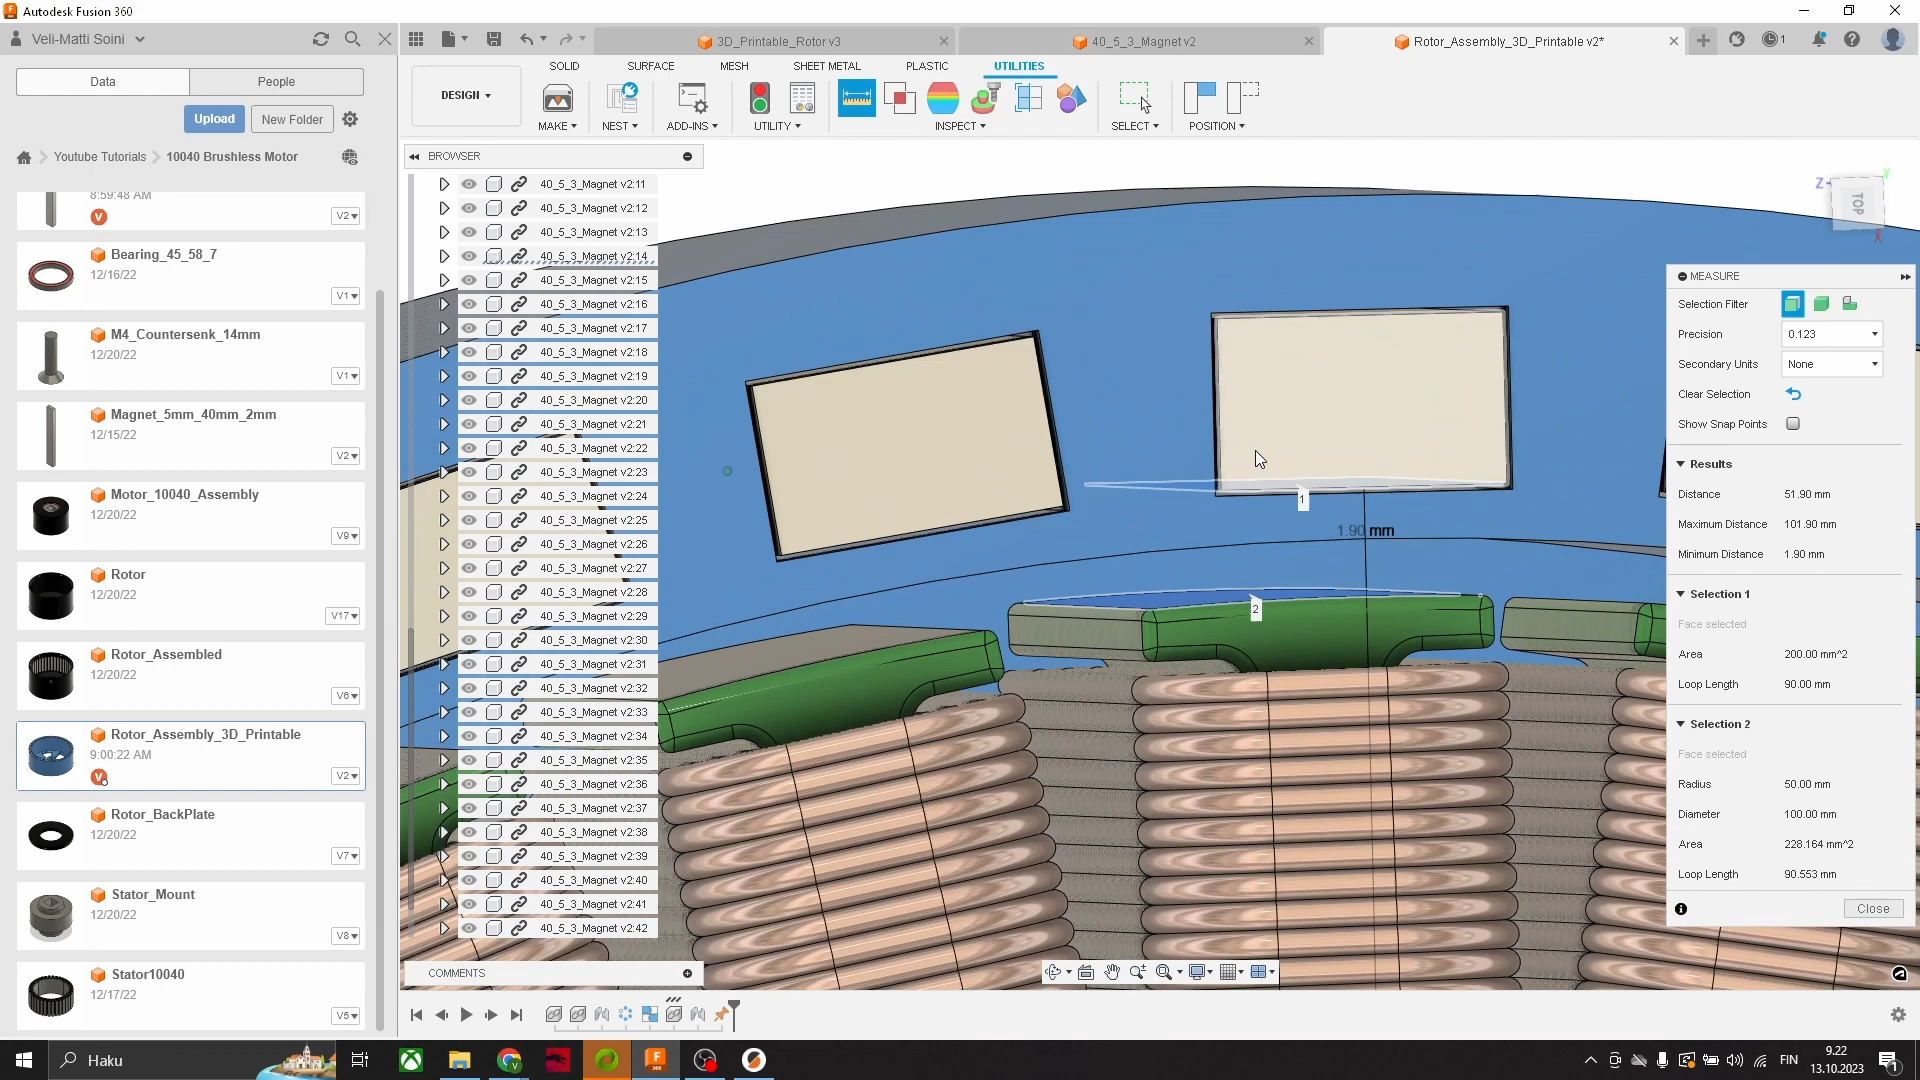 Autodesk Fusion 360
Veli-Matti Soini
3D_Printable_Rotor v3
40_5_3_Magnet v2
Rotor_Assembly_3D_Printable v2*
1
Data
People
Upload
New Folder
Youtube Tutorials
10040 Brushless Motor
8:59:48 AM
V
V2
Bearing_45_58_7
12/16/22
V1
M4_Countersenk_14mm
12/20/22
V1
Magnet_5mm_40mm_2mm
12/15/22
V2
Motor_10040_Assembly
12/20/22
V9
Rotor
12/20/22
V17
Rotor_Assembled
12/20/22
V6
Rotor_Assembly_3D_Printable
9:00:22 AM
V
V2
Rotor_BackPlate
12/20/22
V7
Stator_Mount
12/20/22
V8
Stator10040
12/17/22
V5
DESIGN
SOLID
SURFACE
MESH
SHEET METAL
PLASTIC
UTILITIES
MAKE
NEST
ADD-INS
UTILITY
INSPECT
SELECT
POSITION
BROWSER
40_5_3_Magnet v2:11
40_5_3_Magnet v2:12
40_5_3_Magnet v2:13
40_5_3_Magnet v2:14
40_5_3_Magnet v2:15
40_5_3_Magnet v2:16
40_5_3_Magnet v2:17
40_5_3_Magnet v2:18
40_5_3_Magnet v2:19
40_5_3_Magnet v2:20
40_5_3_Magnet v2:21
40_5_3_Magnet v2:22
40_5_3_Magnet v2:23
40_5_3_Magnet v2:24
40_5_3_Magnet v2:25
40_5_3_Magnet v2:26
40_5_3_Magnet v2:27
40_5_3_Magnet v2:28
40_5_3_Magnet v2:29
40_5_3_Magnet v2:30
40_5_3_Magnet v2:31
40_5_3_Magnet v2:32
40_5_3_Magnet v2:33
40_5_3_Magnet v2:34
40_5_3_Magnet v2:35
40_5_3_Magnet v2:36
40_5_3_Magnet v2:37
40_5_3_Magnet v2:38
40_5_3_Magnet v2:39
40_5_3_Magnet v2:40
40_5_3_Magnet v2:41
40_5_3_Magnet v2:42
COMMENTS
1
1.90 mm
2
Z
Y
TOP
X
MEASURE
Selection Filter
Precision
0.123
Secondary Units
None
Clear Selection
Show Snap Points
Results
Distance
51.90 mm
Maximum Distance
101.90 mm
Minimum Distance
1.90 mm
Selection 1
Face selected
Area
200.00 mm^2
Loop Length
90.00 mm
Selection 2
Face selected
Radius
50.00 mm
Diameter
100.00 mm
Area
228.164 mm^2
Loop Length
90.553 mm
Close
Haku
FIN
9.22
13.10.2023
1